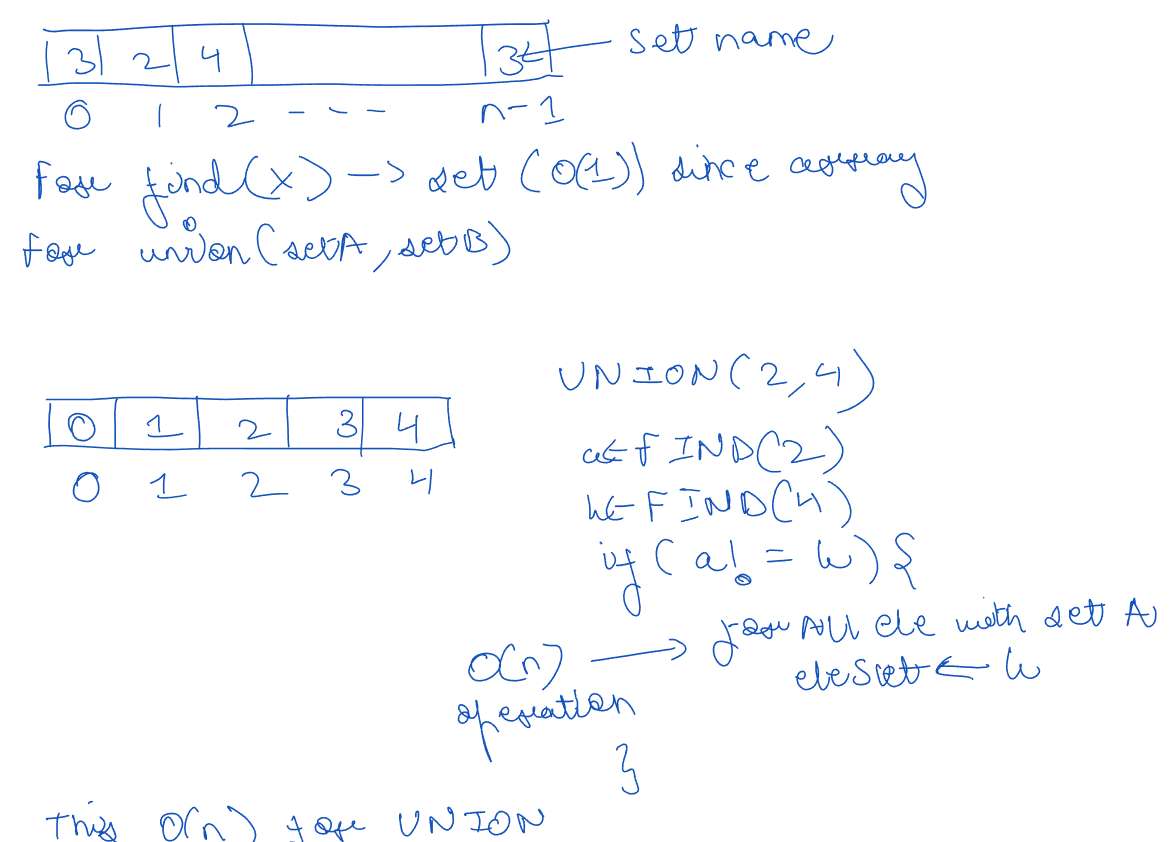 3 2 4 3 ← set name
0 1 2 - - - n-1
For find(x) -> set (O(1)) since array
for union(setA, setB)
UNION(2,4)
0 1 2 3 4
0 1 2 3 4
a← FIND(2)
b← FIND(4)
if (a! = b) {
for All ele with set A
O(n) → eleSet ← b
operation
}
This O(n) for UNION